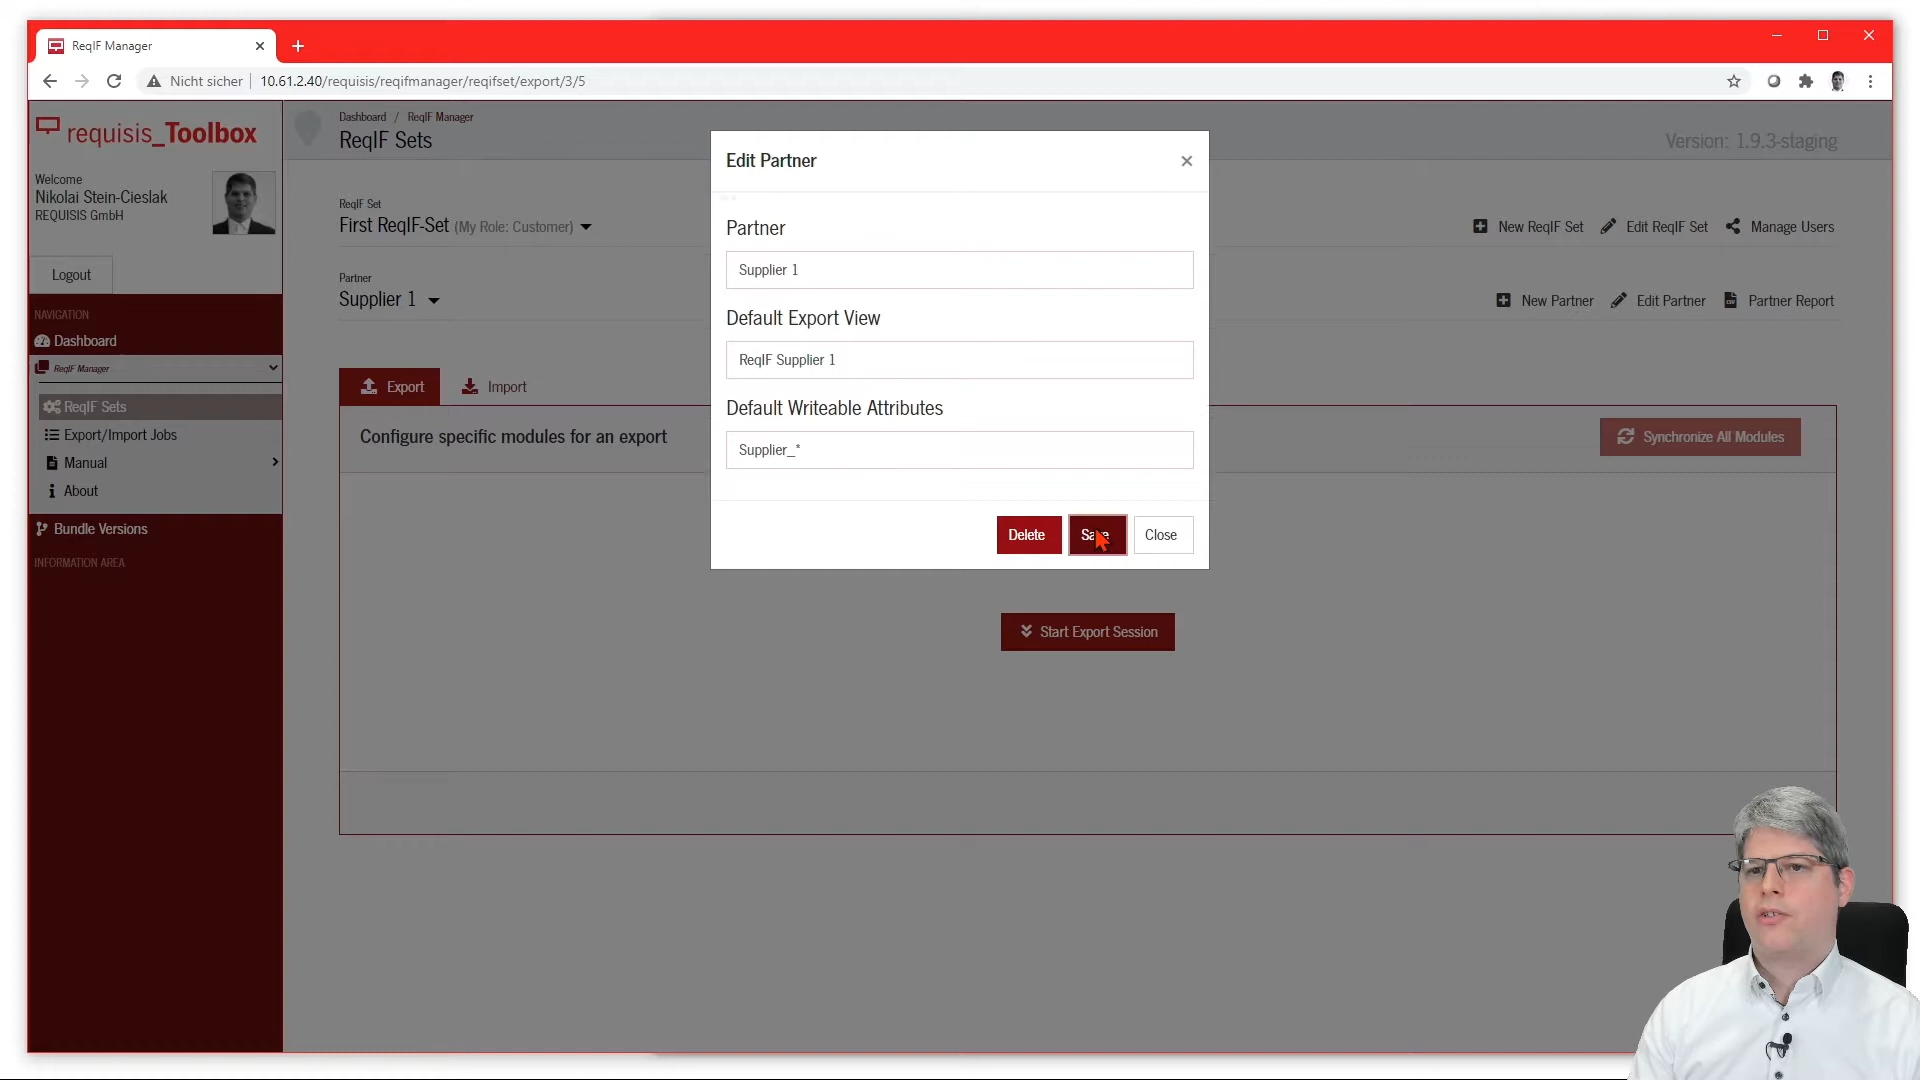 ReqIF Manager
Nicht sicher
10.61.2.40/requisis/reqifmanager/reqifset/export/3/5
requisis_Toolbox
Welcome
Nikolai Stein-Cieslak
REQUISIS GmbH
Logout
NAVIGATION
Dashboard
ReqIF Manager
ReqIF Sets
Export/Import Jobs
Manual
About
Bundle Versions
INFORMATION AREA
Dashboard / ReqIF Manager
ReqIF Sets
Version: 1.9.3-staging
ReqIF Set
First ReqIF-Set (My Role: Customer)
New ReqIF Set Edit ReqIF Set Manage Users
Partner
Supplier 1
New Partner Edit Partner Partner Report
Export Import
Configure specific modules for an export
Synchronize All Modules
Start Export Session
Edit Partner
Partner
Supplier 1
Default Export View
ReqIF Supplier 1
Default Writeable Attributes
Supplier_*
Delete Save Close